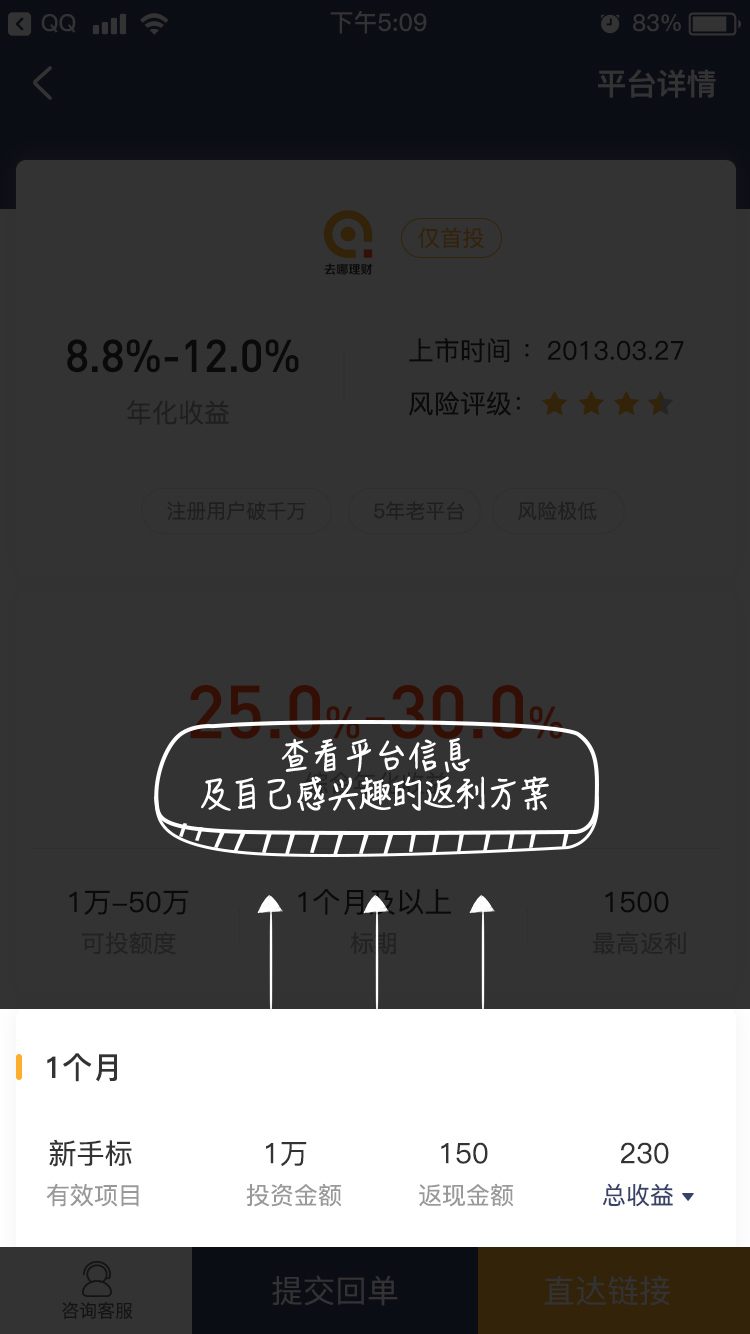 QQ 下午5:09 83%
平台详情
去哪理财
仅首投
8.8%-12.0%
年化收益
上市时间 : 2013.03.27
风险评级:
注册用户破千万 5年老平台 风险极低
25.0%-30.0%
查看平台信息
及自己感兴趣的返利方案
1万-50万 1个月及以上 1500
可投额度 标期 最高返利
1个月
新手标 1万 150 230
有效项目 投资金额 返现金额 总收益
咨询客服 提交回单 直达链接